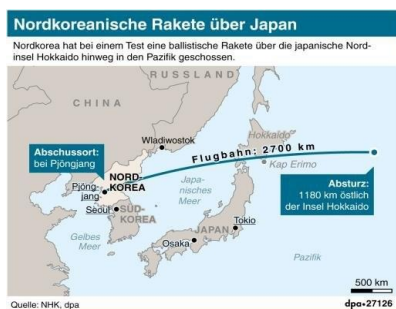 Nordkoreanische Rakete über Japan
Nordkorea hat bei einem Test eine ballistische Rakete über die japanische Nord-
insel Hokkaido hinweg in den Pazifik geschossen.
RUSSLAND
CHINA
Wladiwostok
Hokkaido
Abschussort:
bei Pjöngjang
Flugbahn: 2700 km
Kap Erimo
NORD-
KOREA
Pjöng-
jang
Japa-
nisches
Meer
Absturz:
1180 km östlich
der Insel Hokkaido
Seoul
SÜD-
KOREA
Gelbes
Meer
JAPAN
Tokio
Osaka
Pazifik
500 km
Quelle: NHK, dpa
dpa•27126